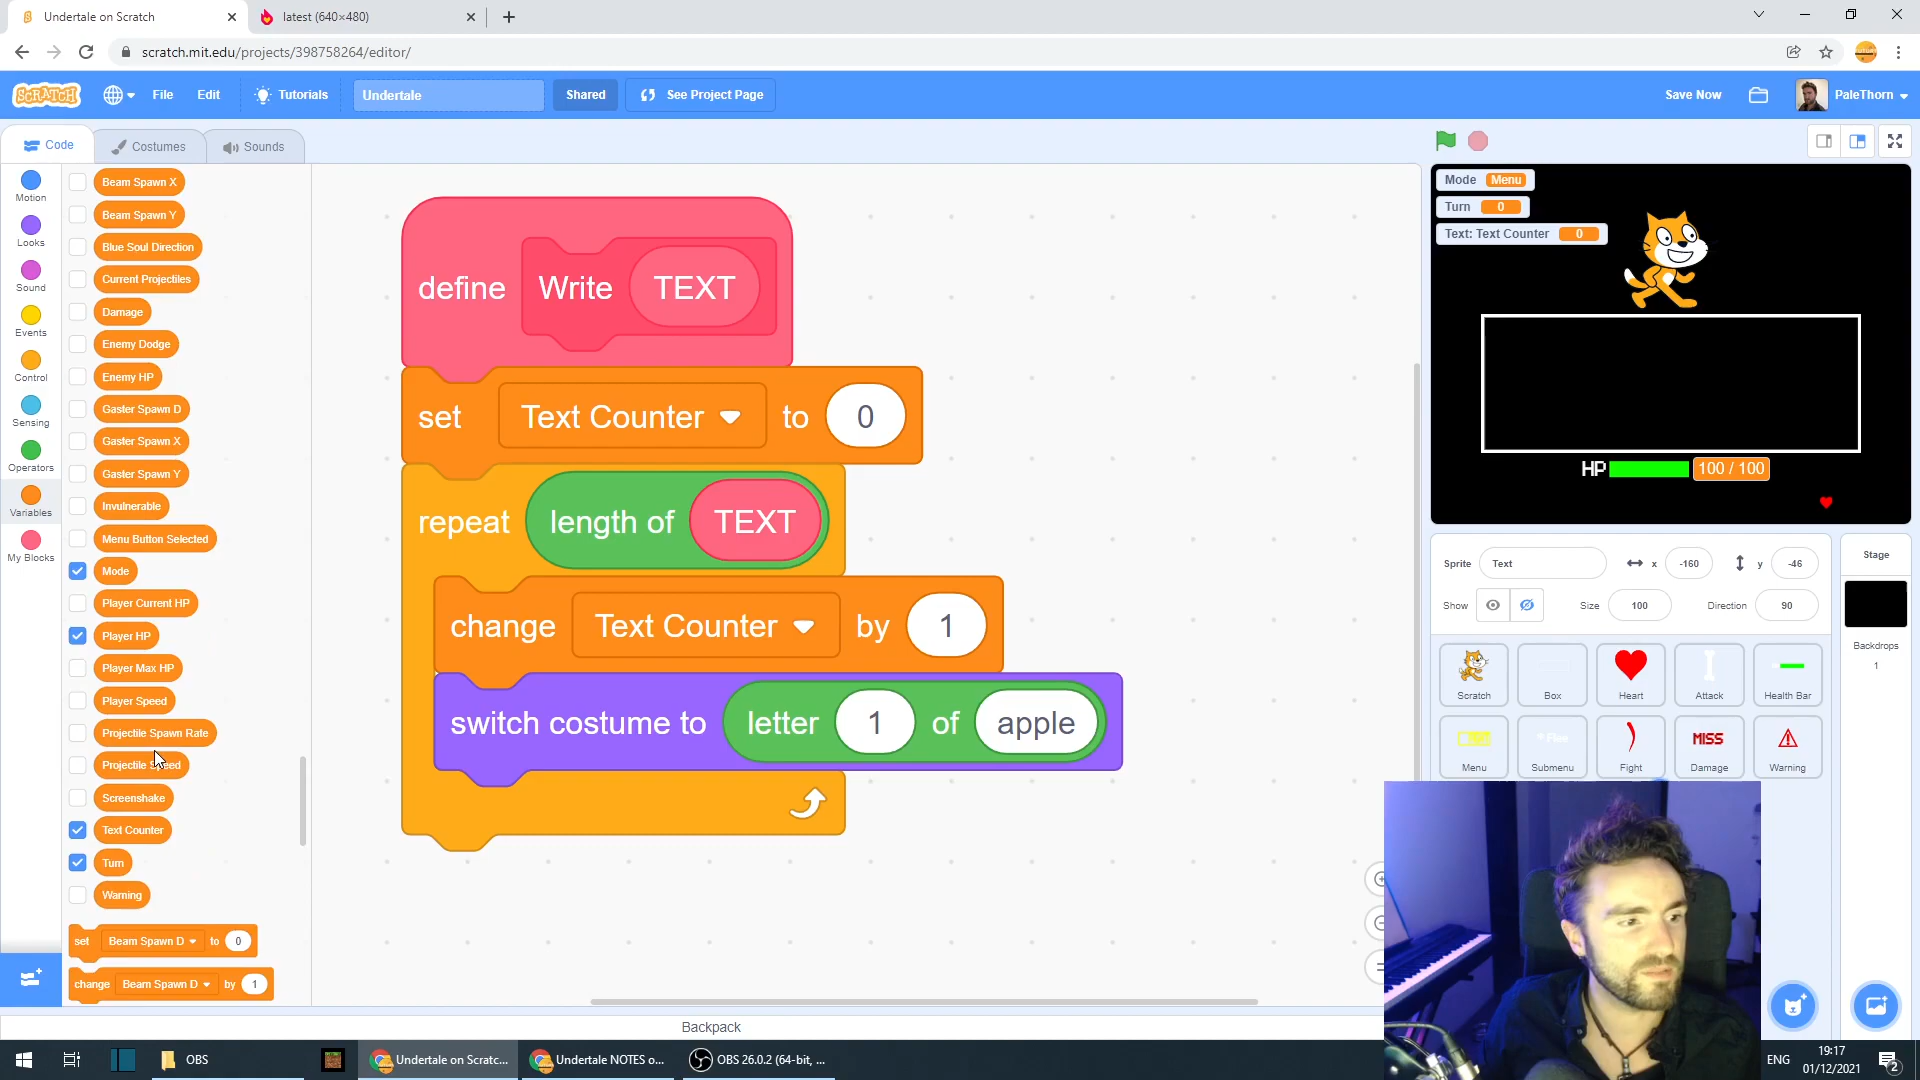 Undertale on Scratch
latest (640×480)
scratch.mit.edu/projects/398758264/editor/
SCRATCH
File
Edit
Tutorials
Undertale
Shared
See Project Page
Save Now
PaleThorn
Code
Costumes
Sounds
Motion
Looks
Sound
Events
Control
Sensing
Operators
Variables
My Blocks
Beam Spawn X
Beam Spawn Y
Blue Soul Direction
Current Projectiles
Damage
Enemy Dodge
Enemy HP
Gaster Spawn D
Gaster Spawn X
Gaster Spawn Y
Invulnerable
Menu Button Selected
Mode
Player Current HP
Player HP
Player Max HP
Player Speed
Projectile Spawn Rate
Projectile Speed
Screenshake
Text Counter
Turn
Warning
set Beam Spawn D to 0
change Beam Spawn D by 1
define Write TEXT
set Text Counter to 0
repeat length of TEXT
change Text Counter by 1
switch costume to letter 1 of apple
Mode Menu
Turn 0
Text: Text Counter 0
HP 100 / 100
Sprite Text x -160 y -46
Show Size 100 Direction 90
Scratch
Box
Heart
Attack
Health Bar
Menu
Submenu
Fight
MISS
Damage
Warning
Stage
Backdrops
1
Backpack
OBS
Undertale on Scratc...
Undertale NOTES o...
OBS 26.0.2 (64-bit, ...
ENG
19:17
01/12/2021
2